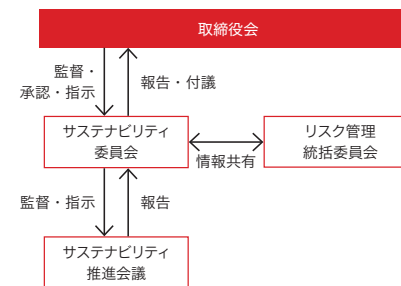 取締役会
監督・
承認・指示
報告・付議
サステナビリティ
委員会
情報共有
リスク管理
統括委員会
監督・指示
報告
サステナビリティ
推進会議